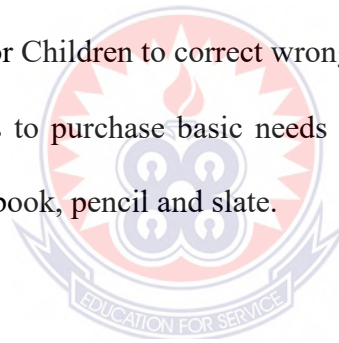 or Children to correct wrong
to purchase basic needs
book, pencil and slate.
EDUCATION FOR SERVICE